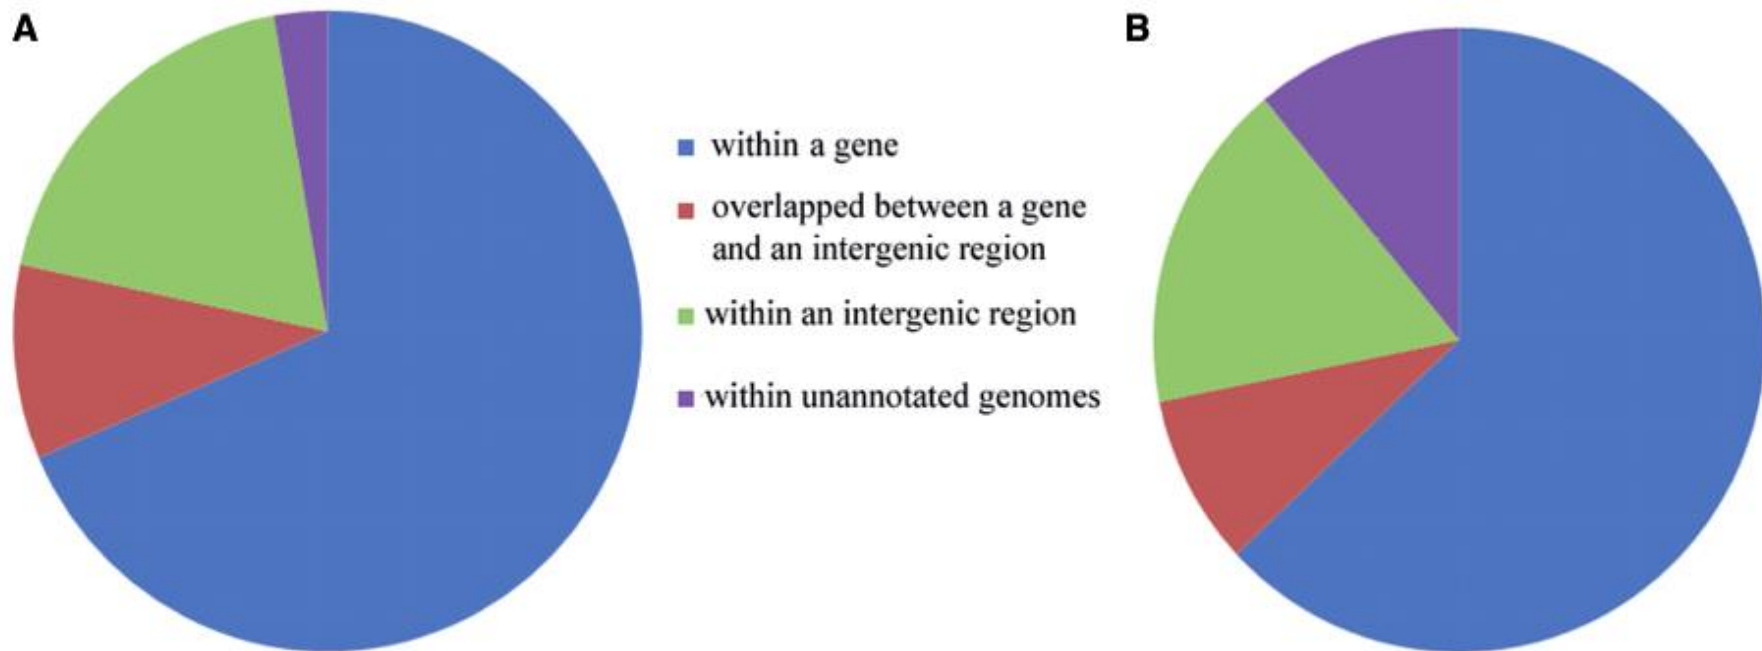 A
B
within a gene
overlapped between a gene
and an intergenic region
within an intergenic region
within unannotated genomes